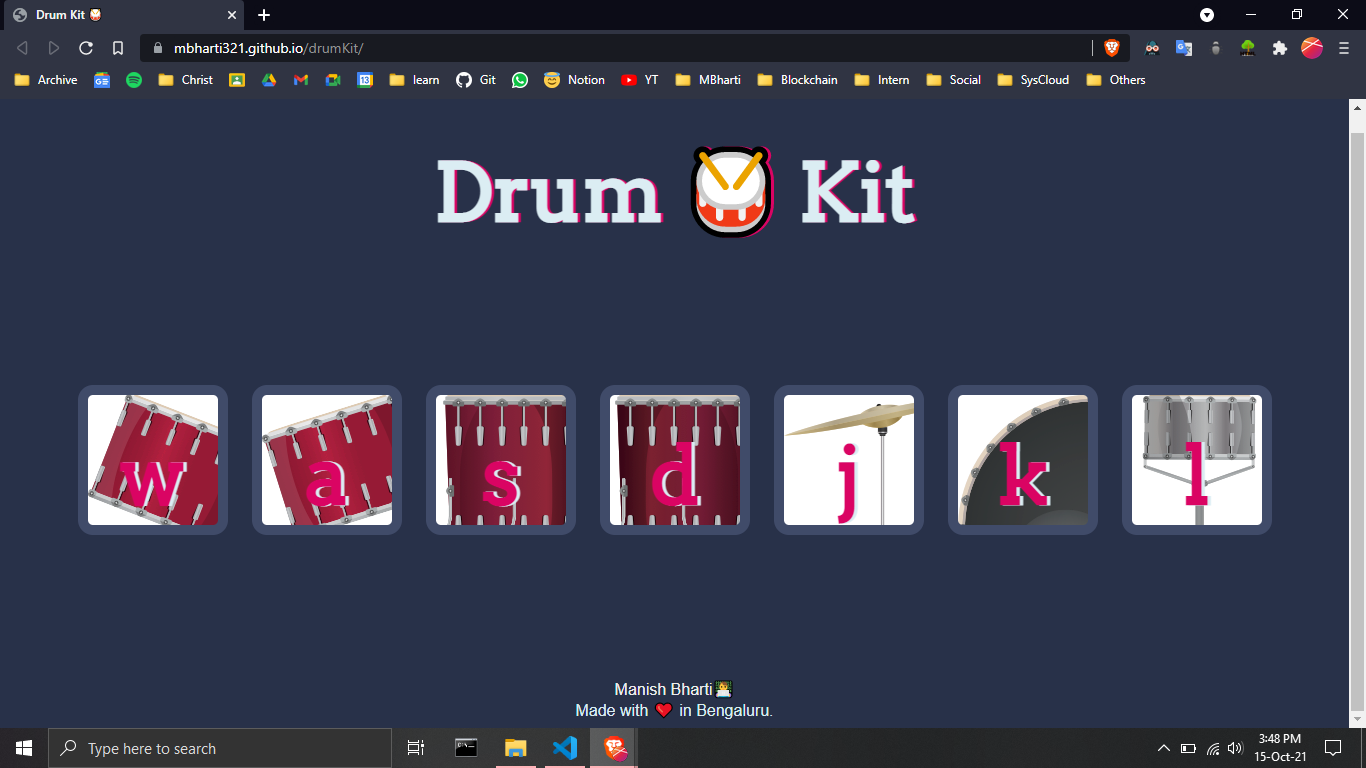 Drum Kit 🥁
mbharti321.github.io/drumKit/
Archive Christ learn Git Notion YT MBharti Blockchain Intern Social SysCloud Others
Drum 🥁 Kit
w a s d j k l
Manish Bharti👨‍💻
Made with ❤️ in Bengaluru.
Type here to search
3:48 PM
15-Oct-21